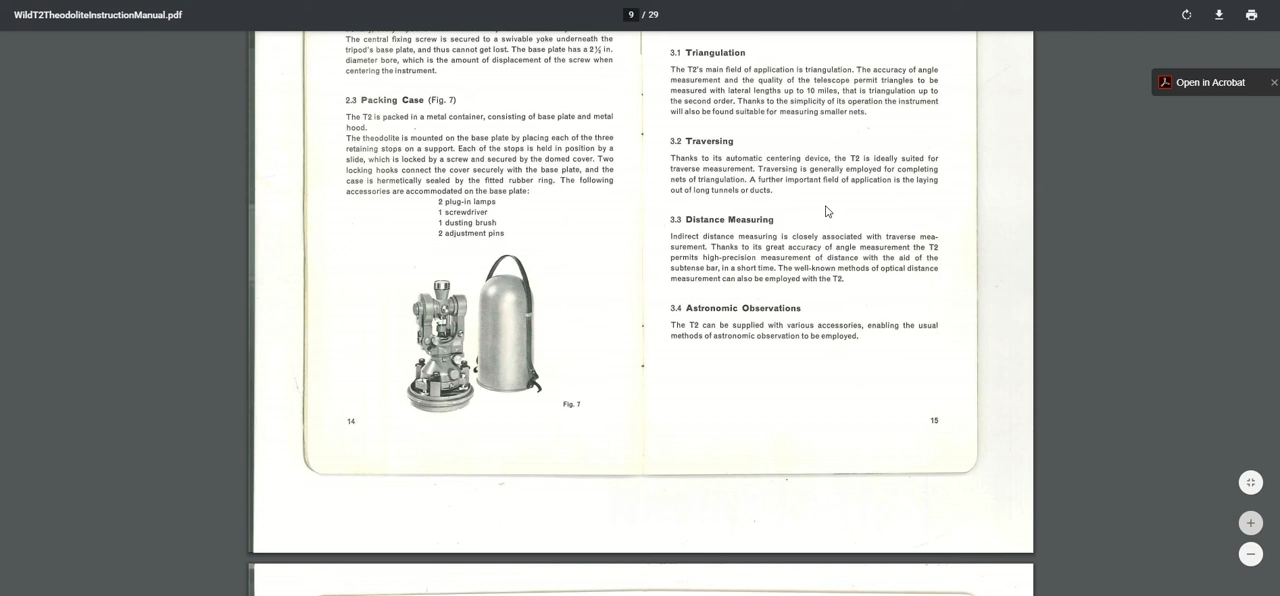 WildT2TheodoliteInstructionManual.pdf
9 / 29
Open in Acrobat
The central fixing screw is secured to a swivable yoke underneath the
tripod's base plate, and thus cannot get lost. The base plate has a 2½ in.
diameter bore, which is the amount of displacement of the screw when
centering the instrument.
2.3 Packing Case (Fig. 7)
The T2 is packed in a metal container, consisting of base plate and metal
hood.
The theodolite is mounted on the base plate by placing each of the three
retaining stops on a support. Each of the stops is held in position by a
slide, which is locked by a screw and secured by the domed cover. Two
locking hooks connect the cover securely with the base plate, and the
case is hermetically sealed by the fitted rubber ring. The following
accessories are accommodated on the base plate:
2 plug-in lamps
1 screwdriver
1 dusting brush
2 adjustment pins
Fig. 7
14
3.1 Triangulation
The T2's main field of application is triangulation. The accuracy of angle
measurement and the quality of the telescope permit triangles to be
measured with lateral lengths up to 10 miles, that is triangulation up to
the second order. Thanks to the simplicity of its operation the instrument
will also be found suitable for measuring smaller nets.
3.2 Traversing
Thanks to its automatic centering device, the T2 is ideally suited for
traverse measurement. Traversing is generally employed for completing
nets of triangulation. A further important field of application is the laying
out of long tunnels or ducts.
3.3 Distance Measuring
Indirect distance measuring is closely associated with traverse mea-
surement. Thanks to its great accuracy of angle measurement the T2
permits high-precision measurement of distance with the aid of the
subtense bar, in a short time. The well-known methods of optical distance
measurement can also be employed with the T2.
3.4 Astronomic Observations
The T2 can be supplied with various accessories, enabling the usual
methods of astronomic observation to be employed.
15